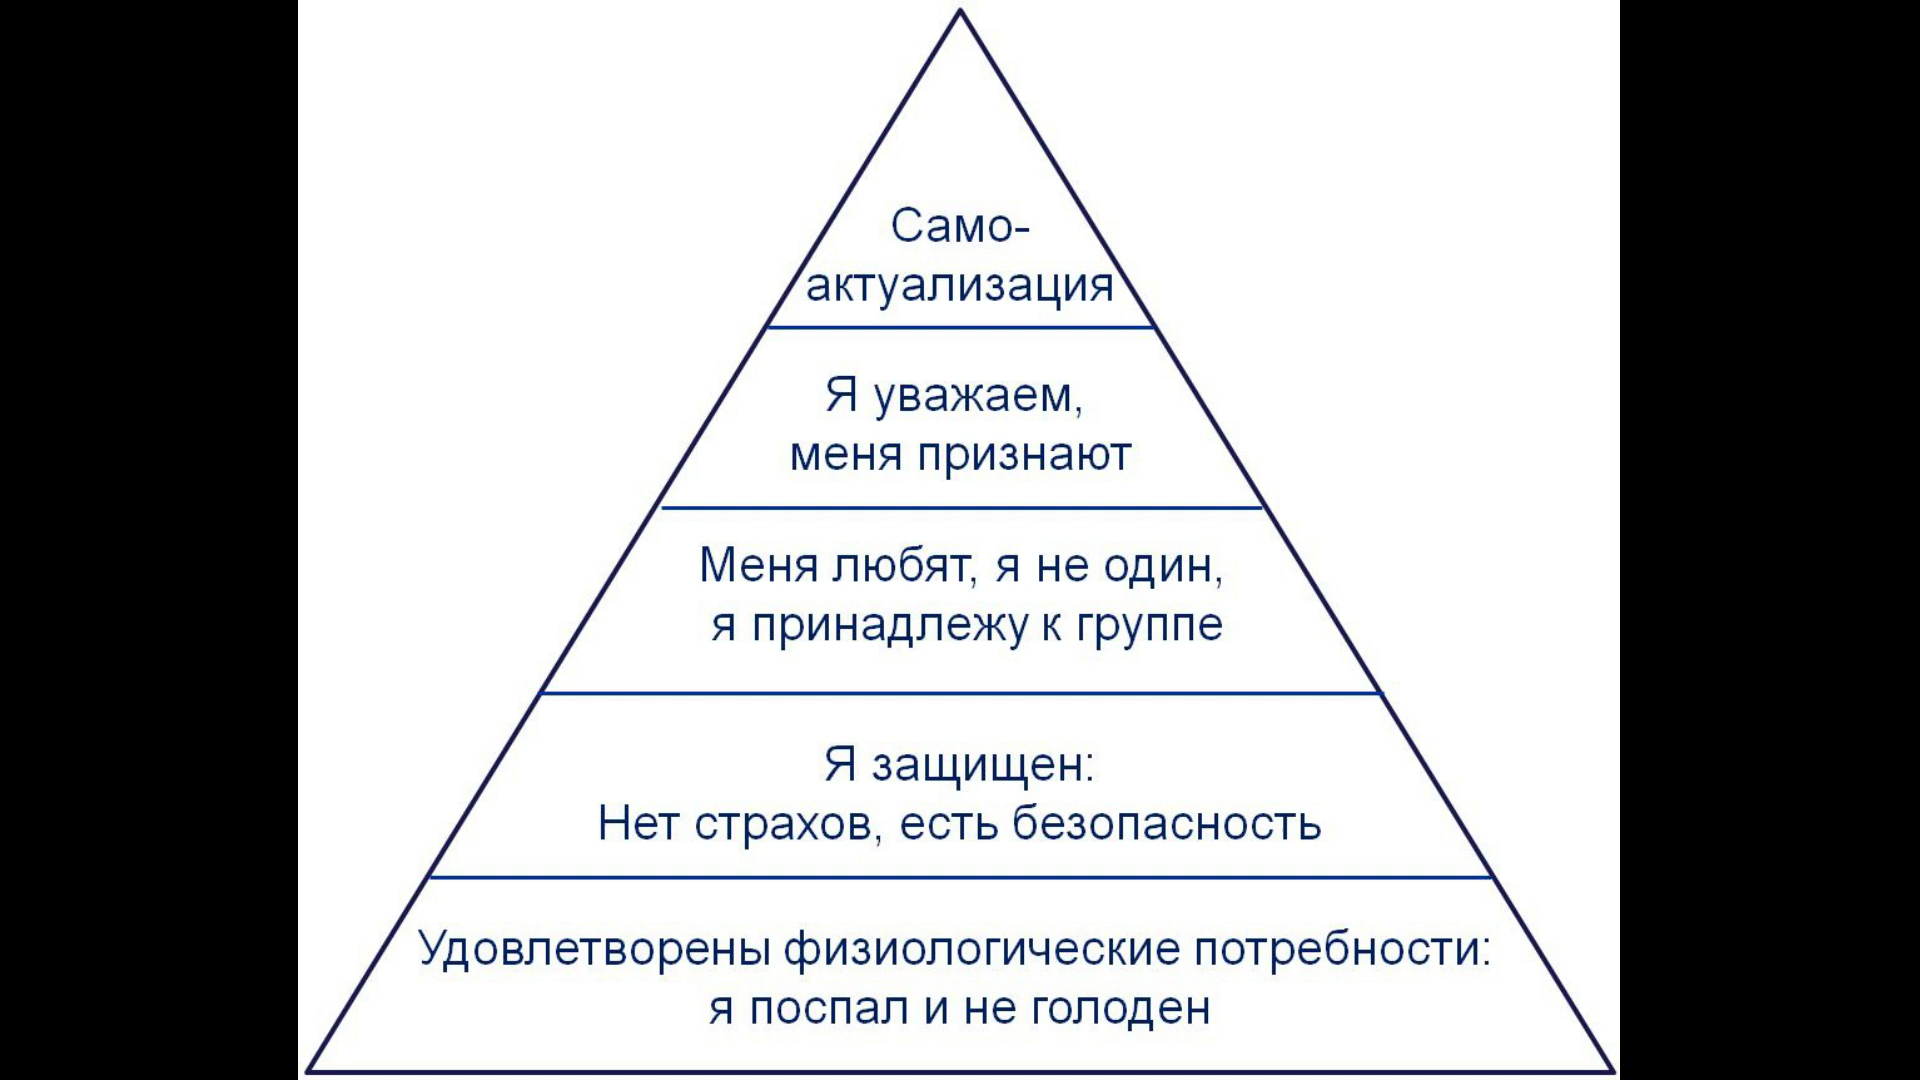 Само-
актуализация
Я уважаем,
меня признают
Меня любят, я не один,
я принадлежу к группе
Я защищен:
Нет страхов, есть безопасность
Удовлетворены физиологические потребности:
я поспал и не голоден